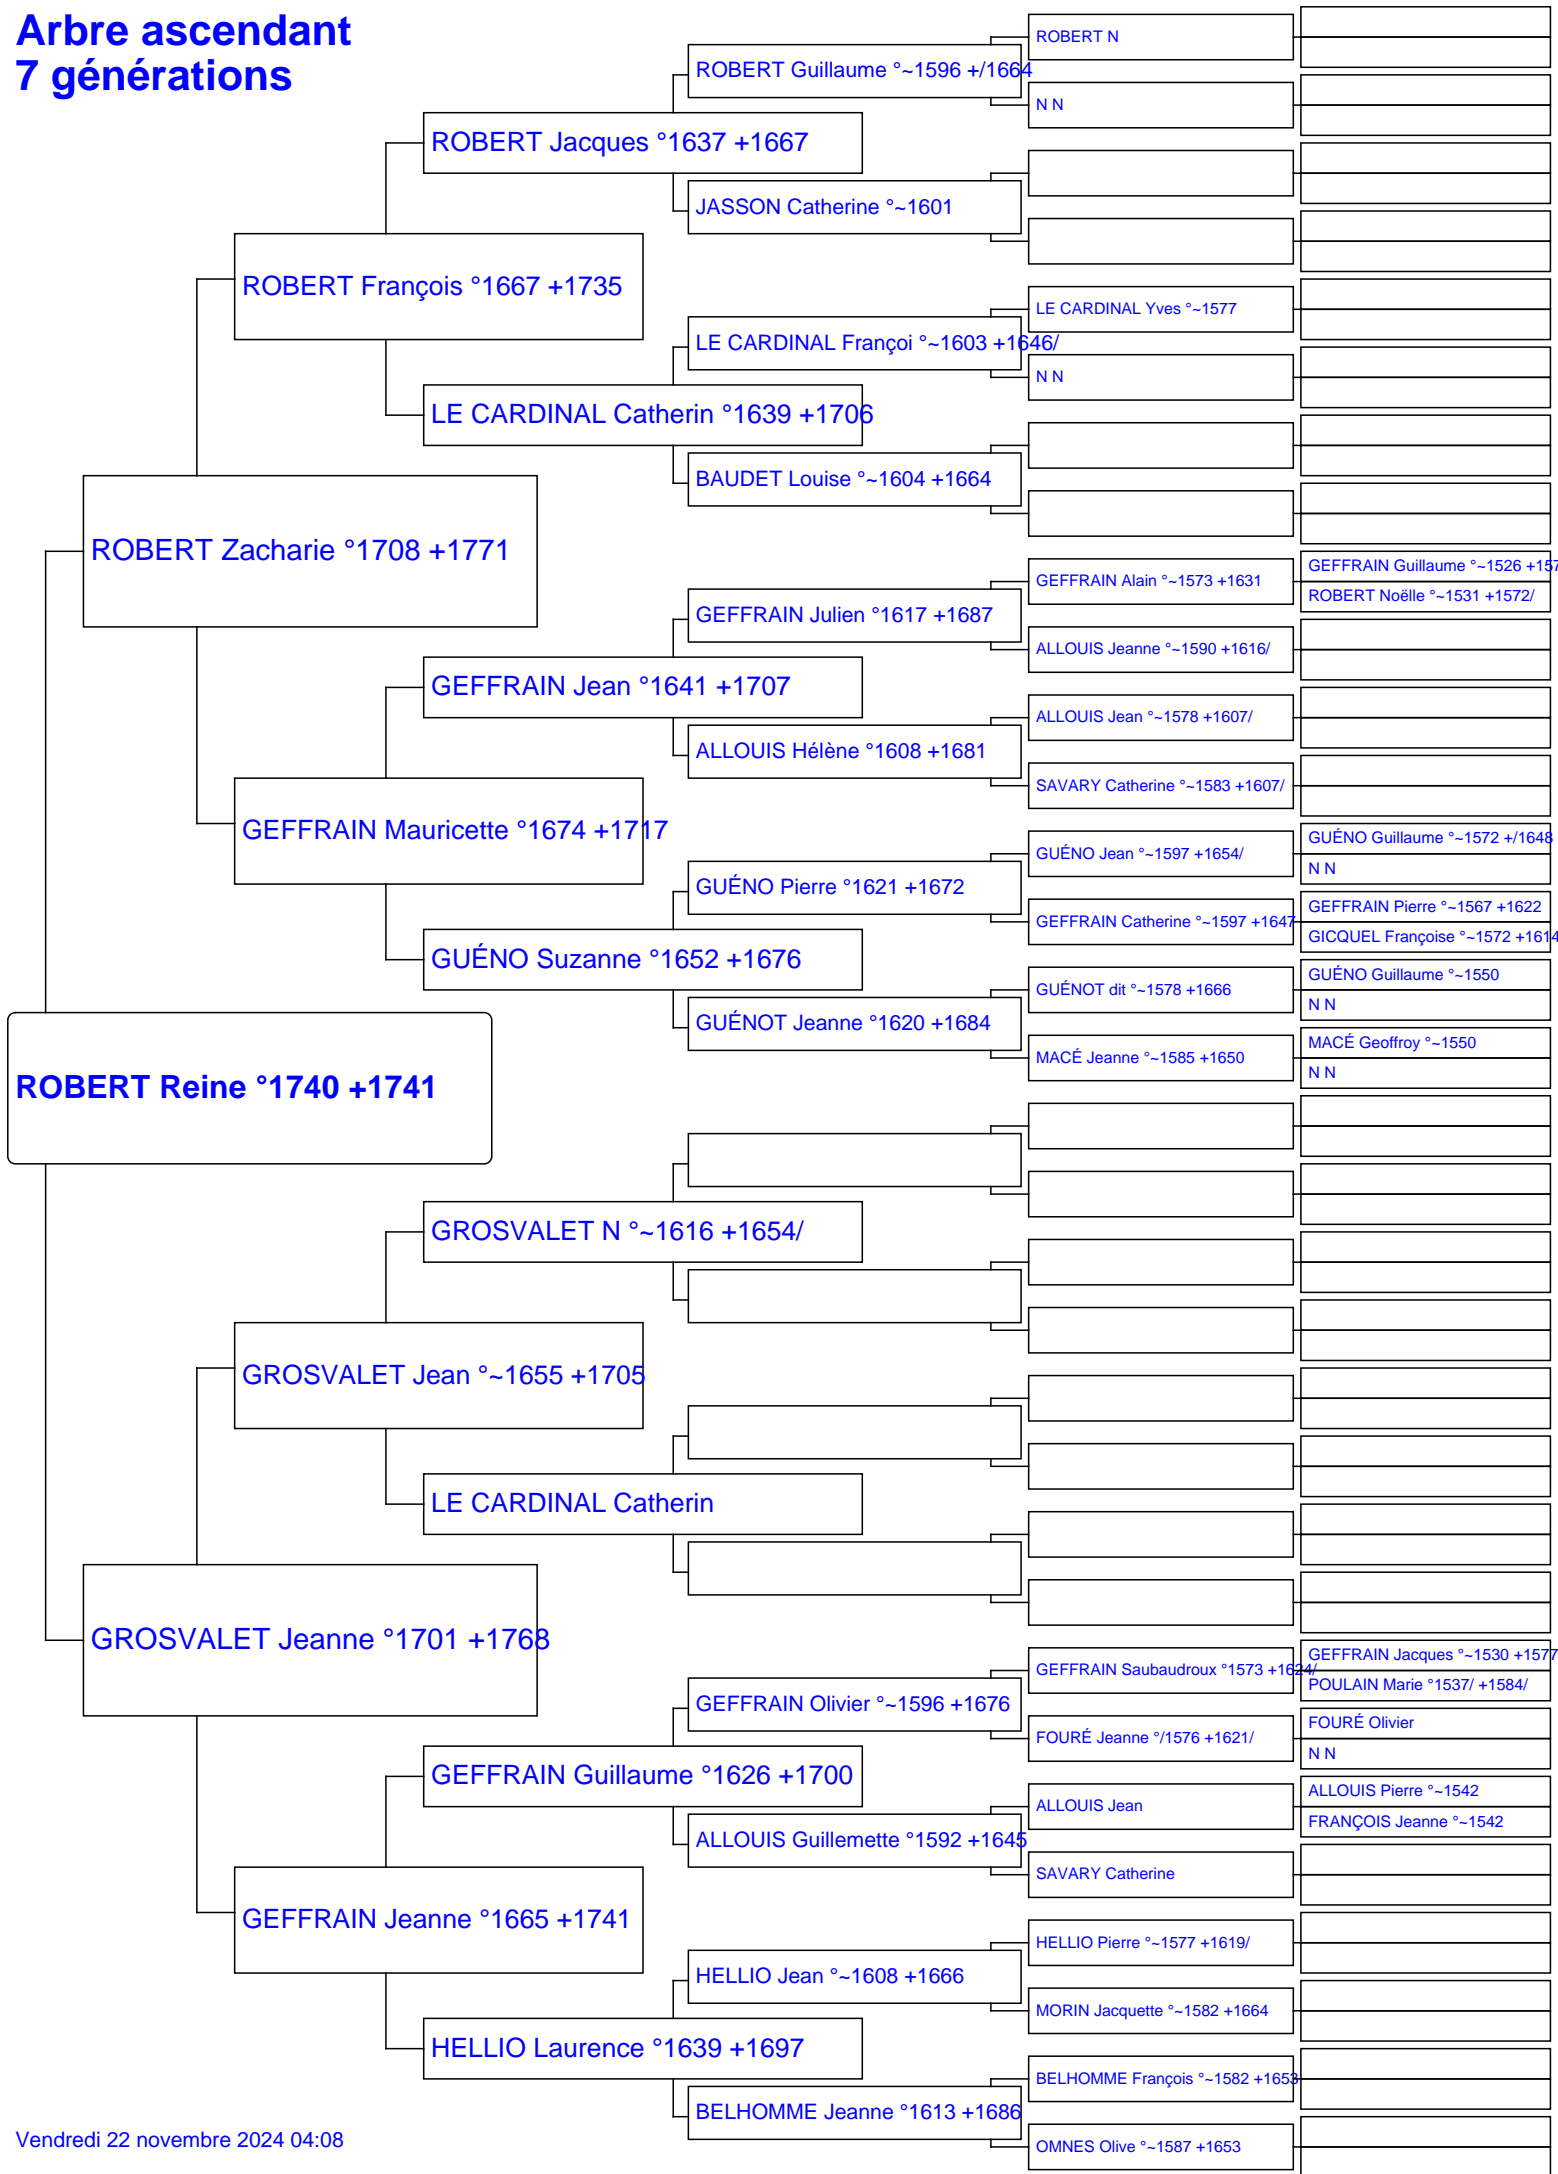 Arbre ascendant
7 générations
ROBERT N
ROBERT Guillaume °~1596 +/1664
N N
ROBERT Jacques °1637 +1667
JASSON Catherine °~1601
ROBERT François °1667 +1735
LE CARDINAL Yves °~1577
LE CARDINAL Françoi °~1603 +1646/
N N
LE CARDINAL Catherin °1639 +1706
BAUDET Louise °~1604 +1664
ROBERT Zacharie °1708 +1771
GEFFRAIN Guillaume °~1526 +157
GEFFRAIN Alain °~1573 +1631
ROBERT Noëlle °~1531 +1572/
GEFFRAIN Julien °1617 +1687
ALLOUIS Jeanne °~1590 +1616/
GEFFRAIN Jean °1641 +1707
ALLOUIS Jean °~1578 +1607/
ALLOUIS Hélène °1608 +1681
SAVARY Catherine °~1583 +1607/
GEFFRAIN Mauricette °1674 +1717
GUÉNO Guillaume °~1572 +/1648
GUÉNO Jean °~1597 +1654/
N N
GUÉNO Pierre °1621 +1672
GEFFRAIN Pierre °~1567 +1622
GEFFRAIN Catherine °~1597 +1647
GICQUEL Françoise °~1572 +1614
GUÉNO Suzanne °1652 +1676
GUÉNO Guillaume °~1550
GUÉNOT dit °~1578 +1666
N N
GUÉNOT Jeanne °1620 +1684
MACÉ Geoffroy °~1550
MACÉ Jeanne °~1585 +1650
N N
ROBERT Reine °1740 +1741
GROSVALET N °~1616 +1654/
GROSVALET Jean °~1655 +1705
LE CARDINAL Catherin
GROSVALET Jeanne °1701 +1768
GEFFRAIN Jacques °~1530 +1577
GEFFRAIN Saubaudroux °1573 +1624/
POULAIN Marie °1537/ +1584/
GEFFRAIN Olivier °~1596 +1676
FOURÉ Olivier
FOURÉ Jeanne °/1576 +1621/
N N
GEFFRAIN Guillaume °1626 +1700
ALLOUIS Pierre °~1542
ALLOUIS Jean
FRANÇOIS Jeanne °~1542
ALLOUIS Guillemette °1592 +1645
SAVARY Catherine
GEFFRAIN Jeanne °1665 +1741
HELLIO Pierre °~1577 +1619/
HELLIO Jean °~1608 +1666
MORIN Jacquette °~1582 +1664
HELLIO Laurence °1639 +1697
BELHOMME François °~1582 +1653
BELHOMME Jeanne °1613 +1686
OMNES Olive °~1587 +1653
Vendredi 22 novembre 2024 04:08